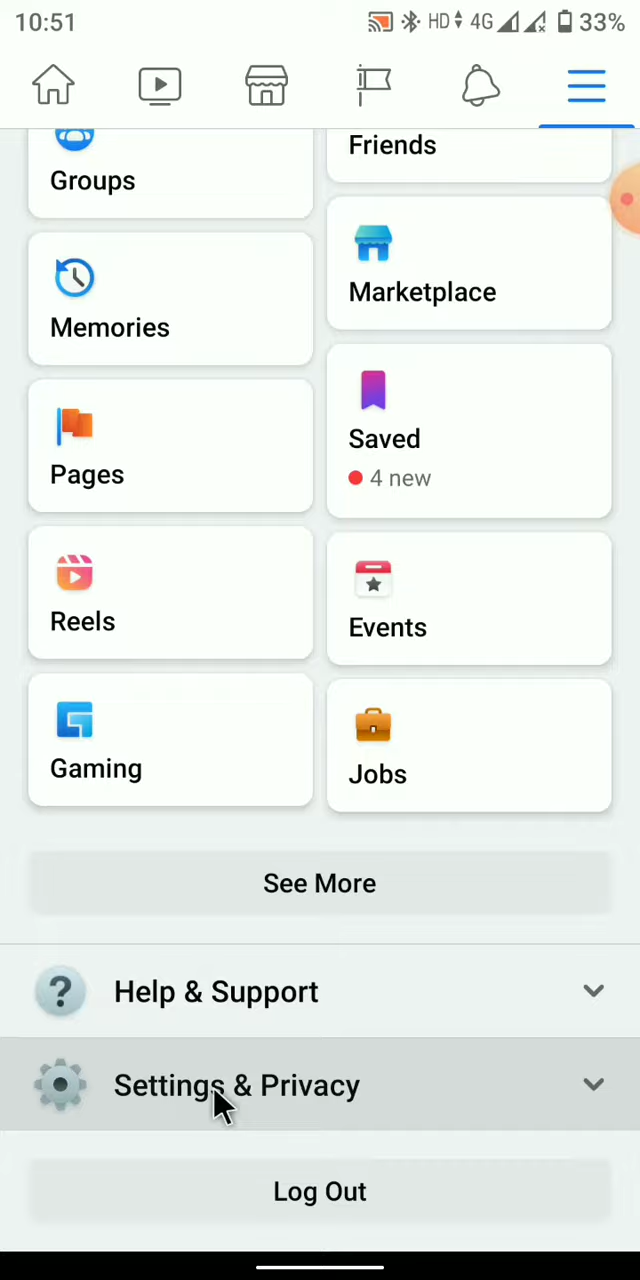 10:51 HD 4G 33%
Groups
Friends
Memories
Marketplace
Pages
Saved
4 new
Reels
Events
Gaming
Jobs
See More
? Help & Support
Settings & Privacy
Log Out